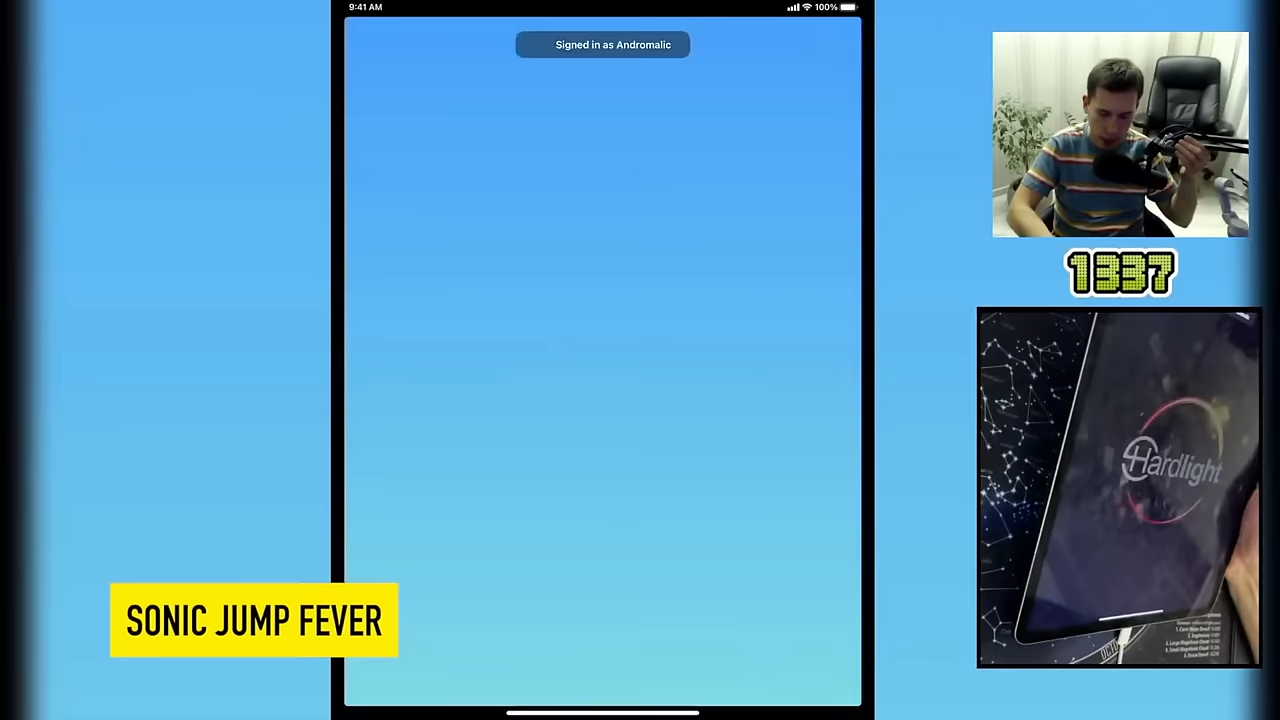 9:41 AM
100%
Signed in as Andromalic
1337
Hardlight
SONIC JUMP FEVER